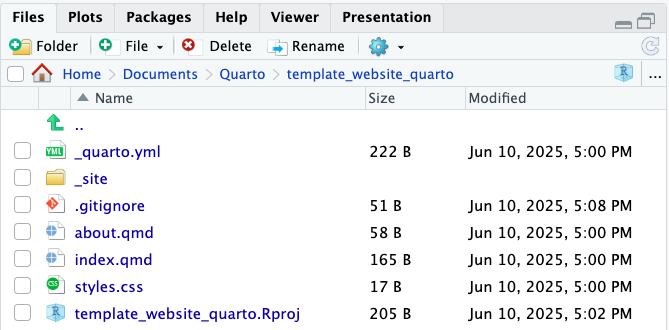 Files Plots Packages Help Viewer Presentation
Folder File Delete Rename
Home Documents Quarto template_website_quarto R ...
Name Size Modified
..
YML _quarto.yml 222 B Jun 10, 2025, 5:00 PM
_site
.gitignore 51 B Jun 10, 2025, 5:08 PM
about.qmd 58 B Jun 10, 2025, 5:00 PM
index.qmd 165 B Jun 10, 2025, 5:00 PM
CSS styles.css 17 B Jun 10, 2025, 5:00 PM
R template_website_quarto.Rproj 205 B Jun 10, 2025, 5:02 PM